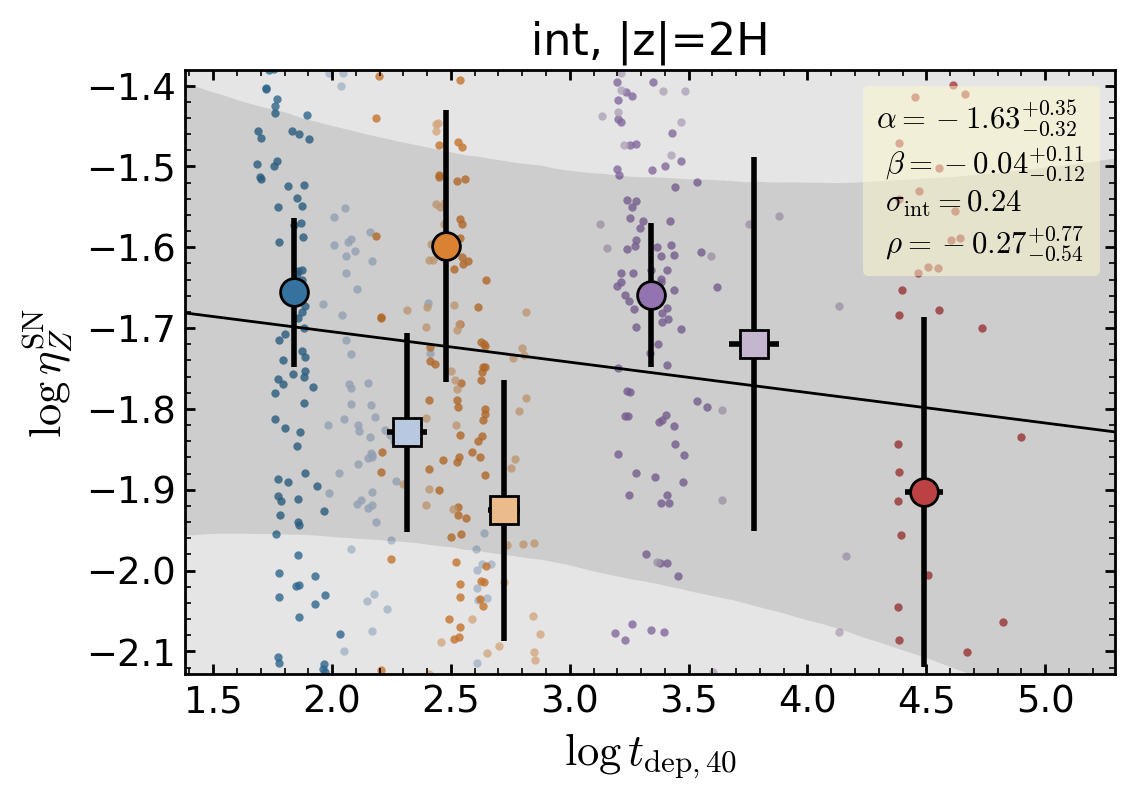 int, |z|=2H
−1.4
−1.5
−1.6
−1.7
−1.8
−1.9
−2.0
−2.1
log η_Z^SN
α = −1.63^{+0.35}_{−0.32}
β = −0.04^{+0.11}_{−0.12}
σ_int = 0.24
ρ = −0.27^{+0.77}_{−0.54}
1.5 2.0 2.5 3.0 3.5 4.0 4.5 5.0
log t_dep, 40